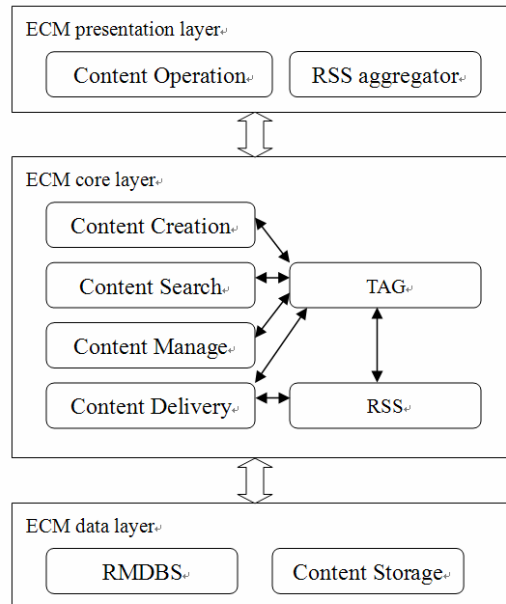 ECM presentation layer
Content Operation
RSS aggregator
ECM core layer
Content Creation
Content Search
TAG
Content Manage
Content Delivery
RSS
ECM data layer
RMDBS
Content Storage